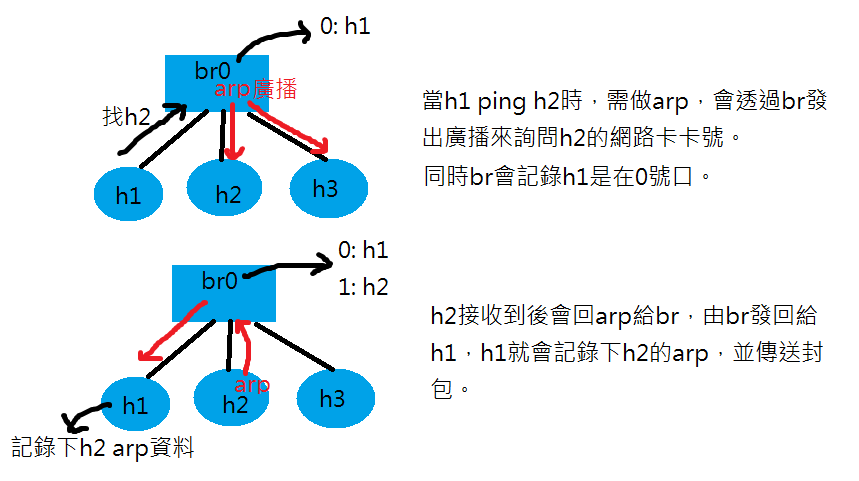 0: h1
br0
arp廣播
找h2
h1
h2
h3
當h1 ping h2時，需做arp，會透過br發
出廣播來詢問h2的網路卡卡號。
同時br會記錄h1是在0號口。
0: h1
1: h2
br0
h2接收到後會回arp給br，由br發回給
h1，h1就會記錄下h2的arp，並傳送封
包。
arp
h1
h2
h3
記錄下h2 arp資料